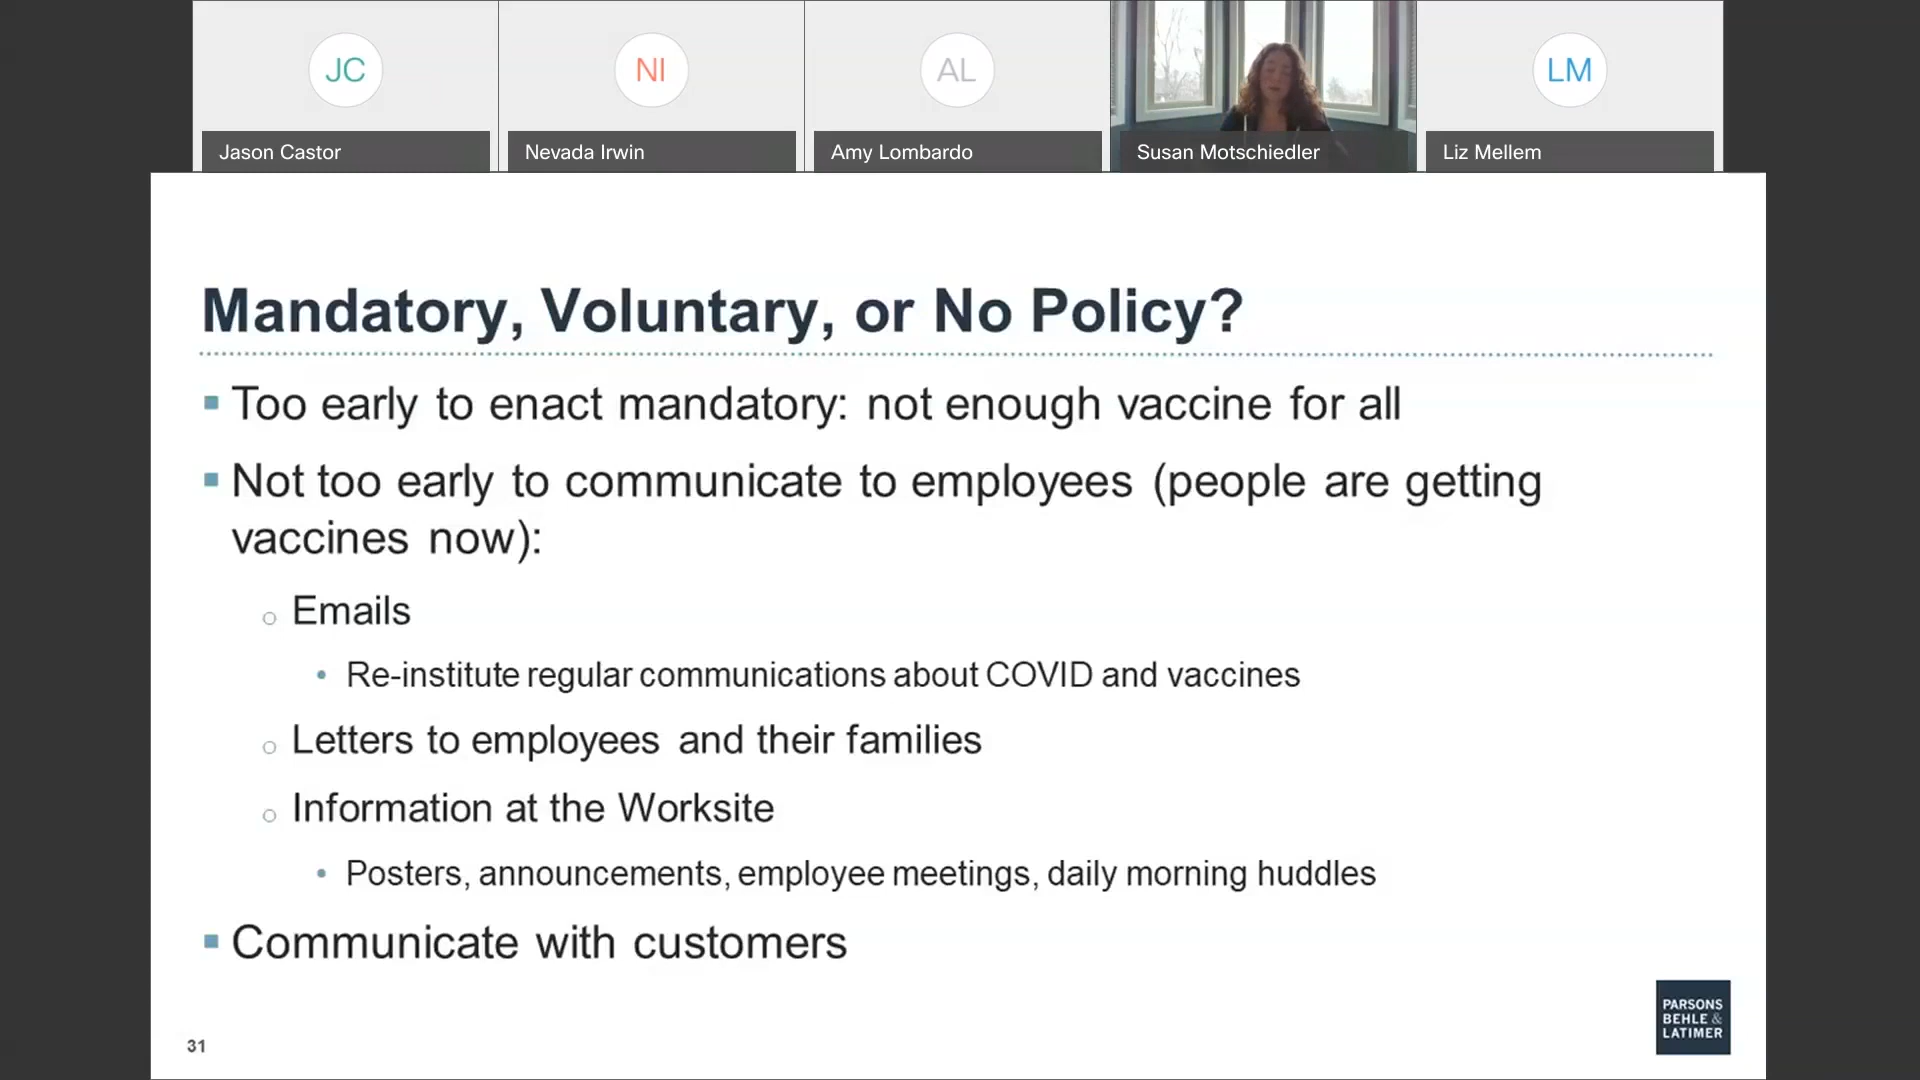 JC
NI
AL
LM
Jason Castor
Nevada Irwin
Amy Lombardo
Susan Motschiedler
Liz Mellem
Mandatory, Voluntary, or No Policy?
Too early to enact mandatory: not enough vaccine for all
Not too early to communicate to employees (people are getting
vaccines now):
Emails
Re-institute regular communications about COVID and vaccines
Letters to employees and their families
Information at the Worksite
Posters, announcements, employee meetings, daily morning huddles
Communicate with customers
PARSONS
BEHLE &
LATIMER
31